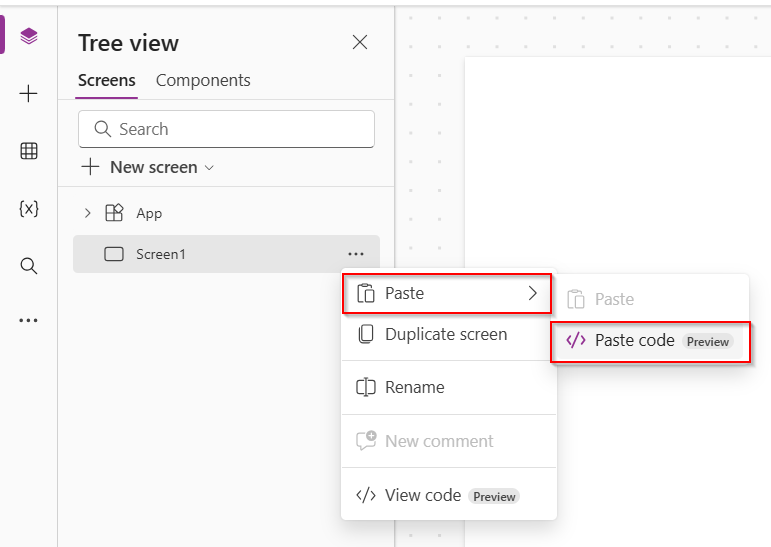 Tree view
Screens Components
Search
New screen
App
{x}
Screen1
Paste
Paste
Duplicate screen
Paste code Preview
Rename
New comment
View code Preview